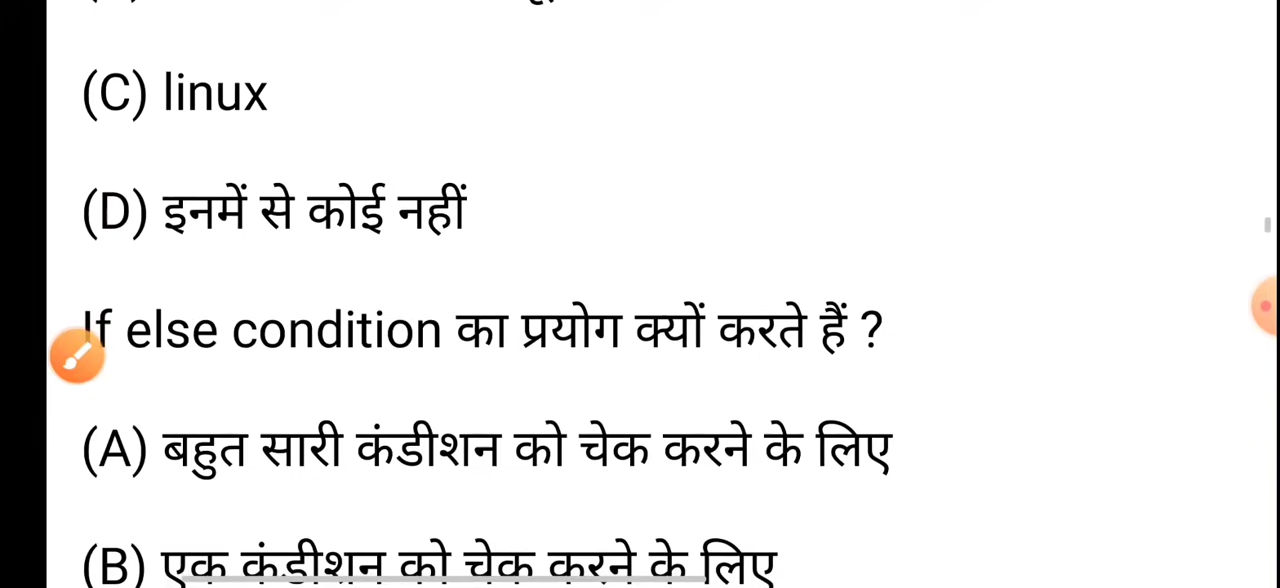 (C) linux
(D) इनमें से कोई नहीं
If else condition का प्रयोग क्यों करते हैं ?
(A) बहुत सारी कंडीशन को चेक करने के लिए
(B) एक कंडीशन को चेक करने के लिए